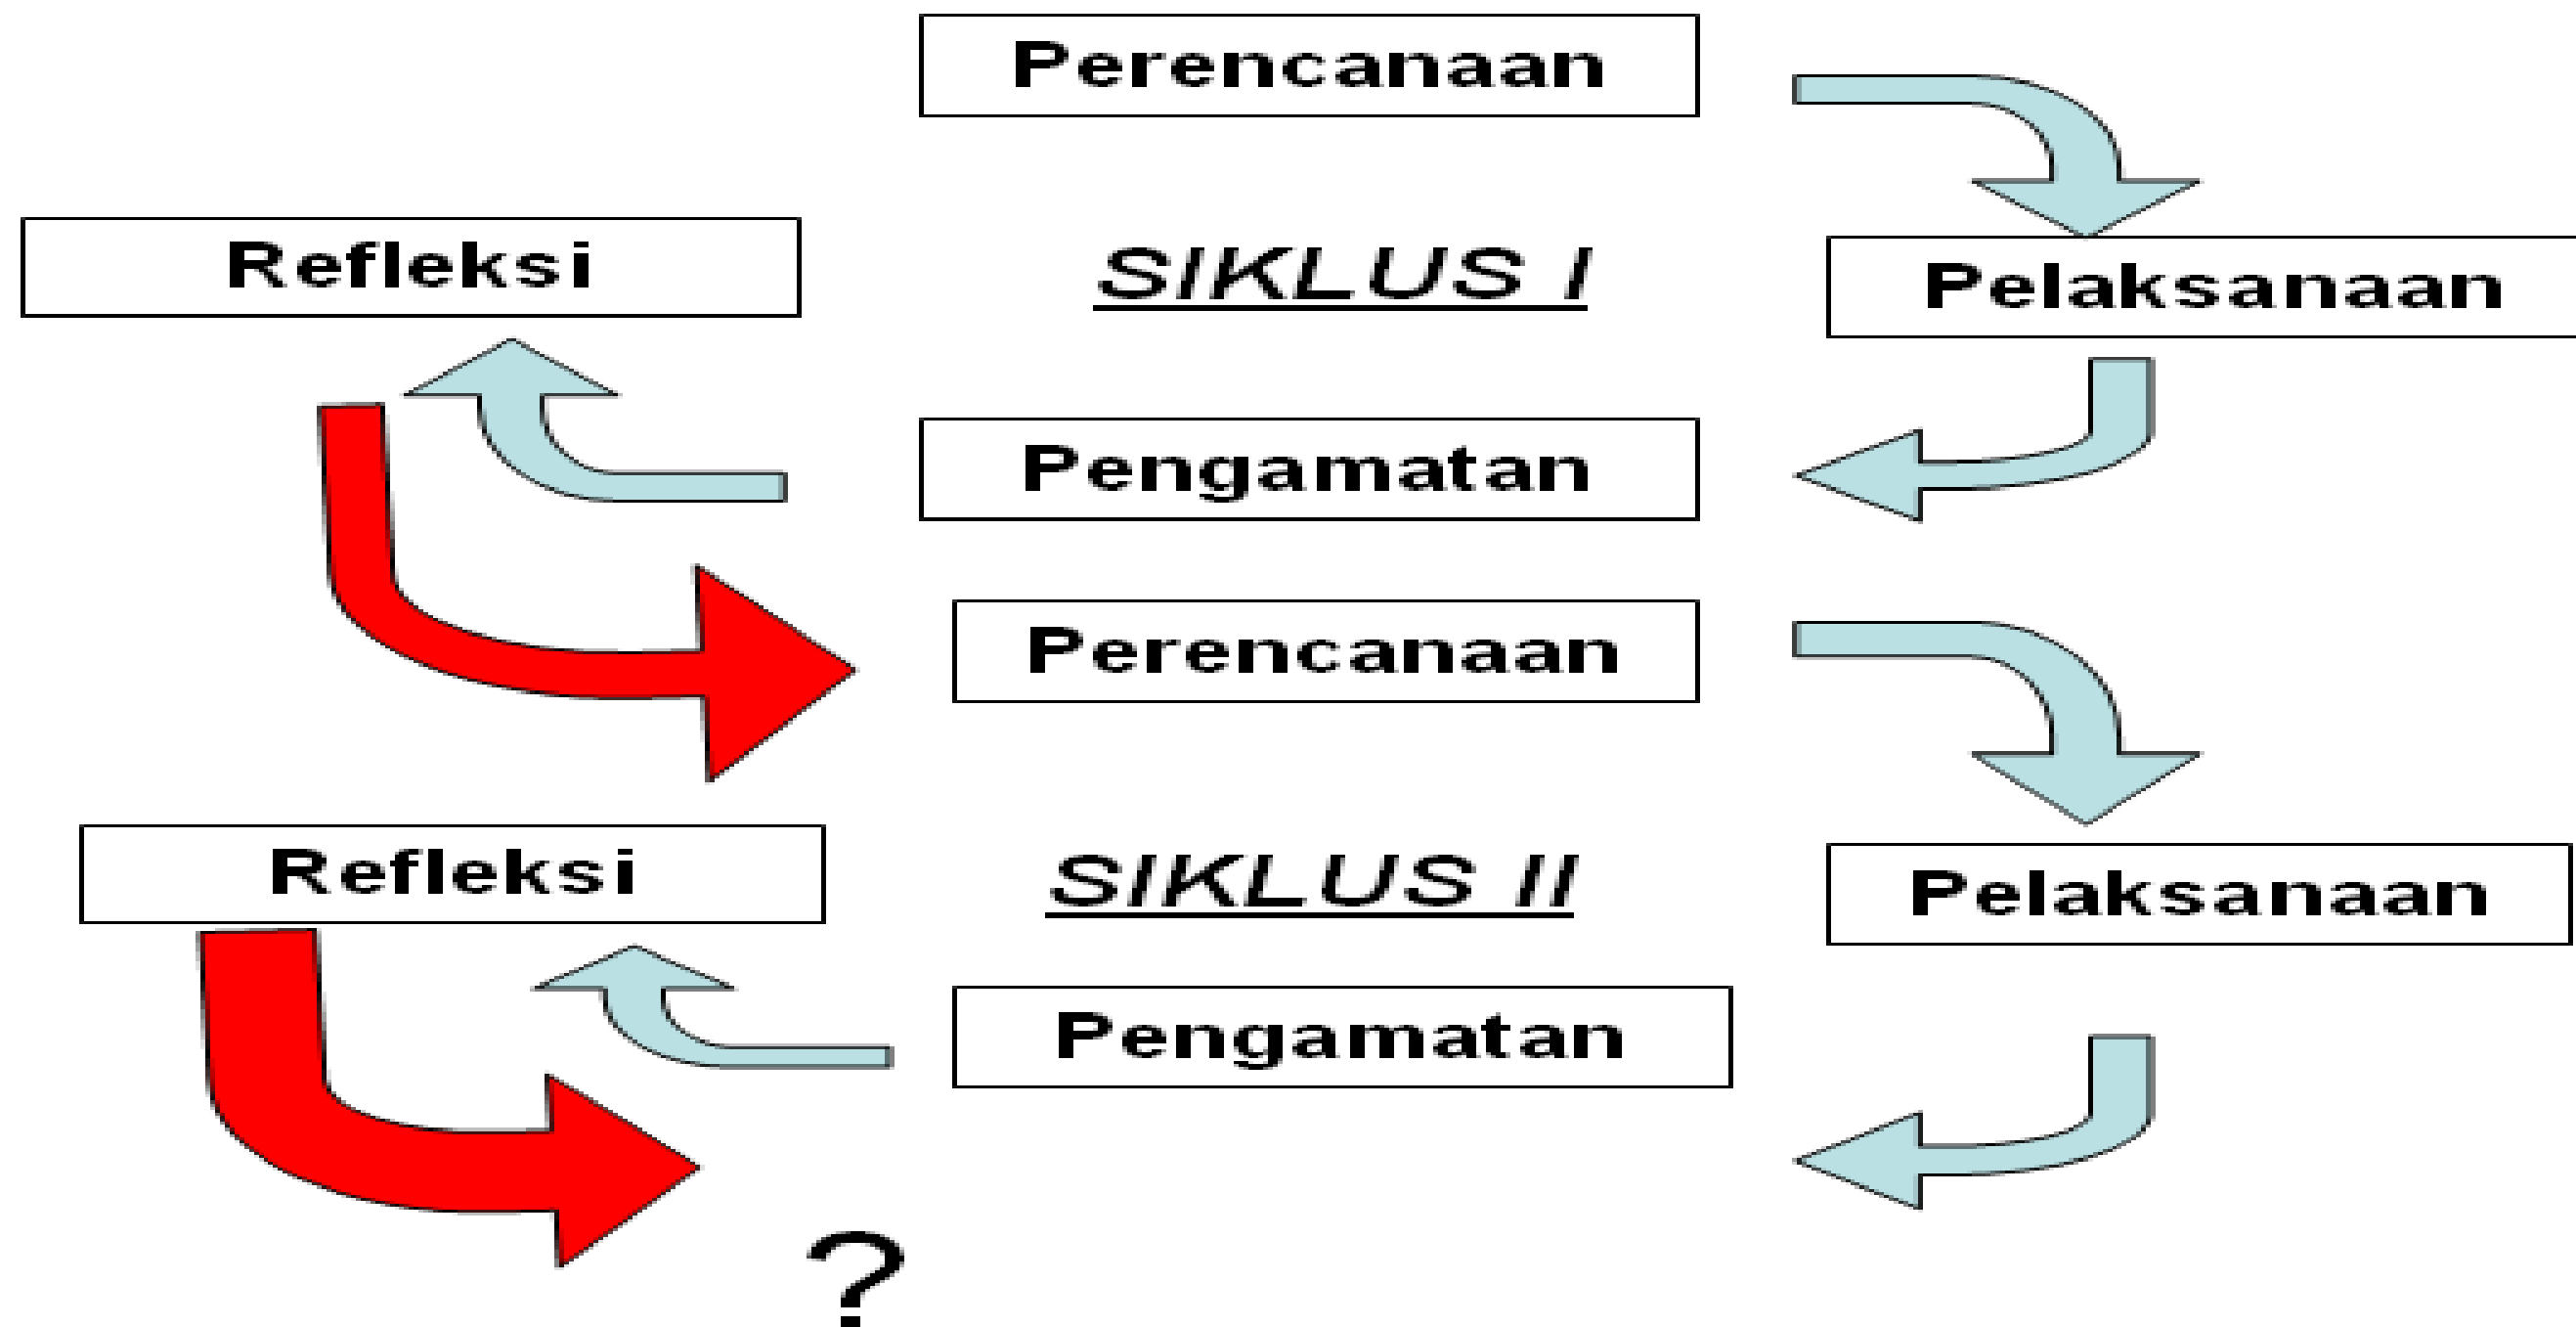 Perencanaan
Refleksi
SIKLUS I
Pelaksanaan
Pengamatan
Perencanaan
Refleksi
SIKLUS II
Pelaksanaan
Pengamatan
?